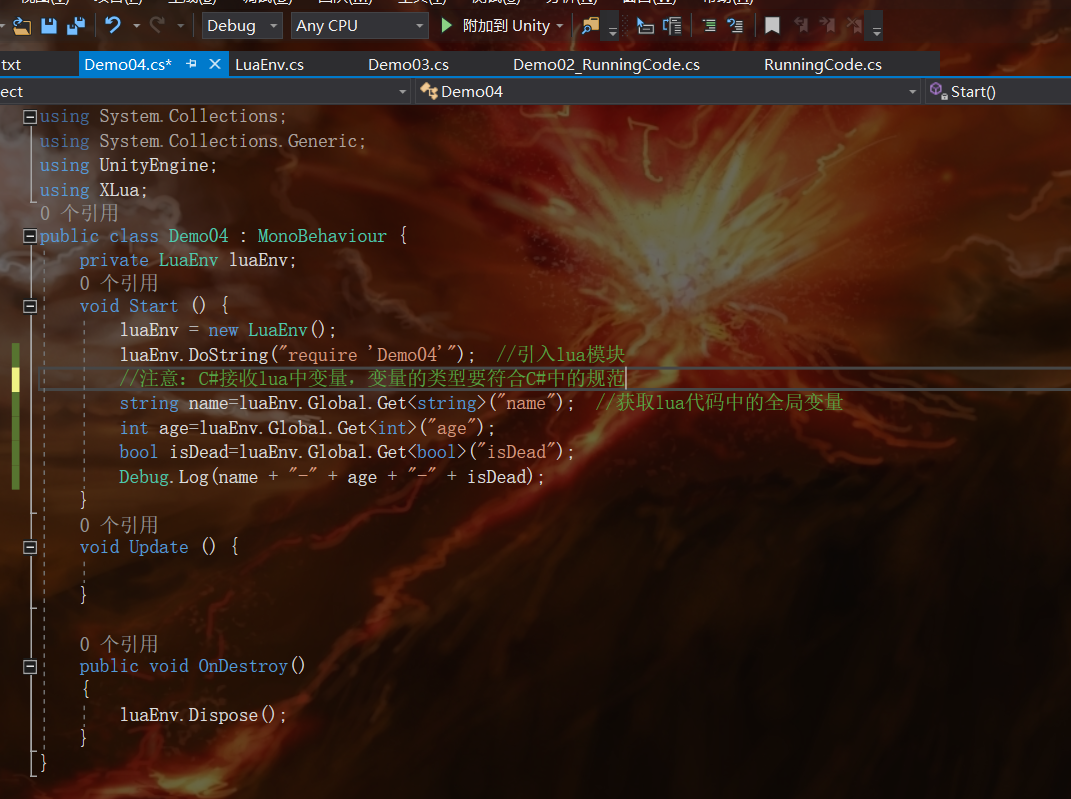 Debug Any CPU 附加到 Unity
txt Demo04.cs* LuaEnv.cs Demo03.cs Demo02_RunningCode.cs RunningCode.cs
ect Demo04 Start()
using System.Collections;
using System.Collections.Generic;
using UnityEngine;
using XLua;
0 个引用
public class Demo04 : MonoBehaviour {
private LuaEnv luaEnv;
0 个引用
void Start () {
luaEnv = new LuaEnv();
luaEnv.DoString("require 'Demo04'"); //引入lua模块
//注意：C#接收lua中变量，变量的类型要符合C#中的规范
string name=luaEnv.Global.Get<string>("name"); //获取lua代码中的全局变量
int age=luaEnv.Global.Get<int>("age");
bool isDead=luaEnv.Global.Get<bool>("isDead");
Debug.Log(name + "-" + age + "-" + isDead);
}
0 个引用
void Update () {
}
0 个引用
public void OnDestroy()
{
luaEnv.Dispose();
}
}